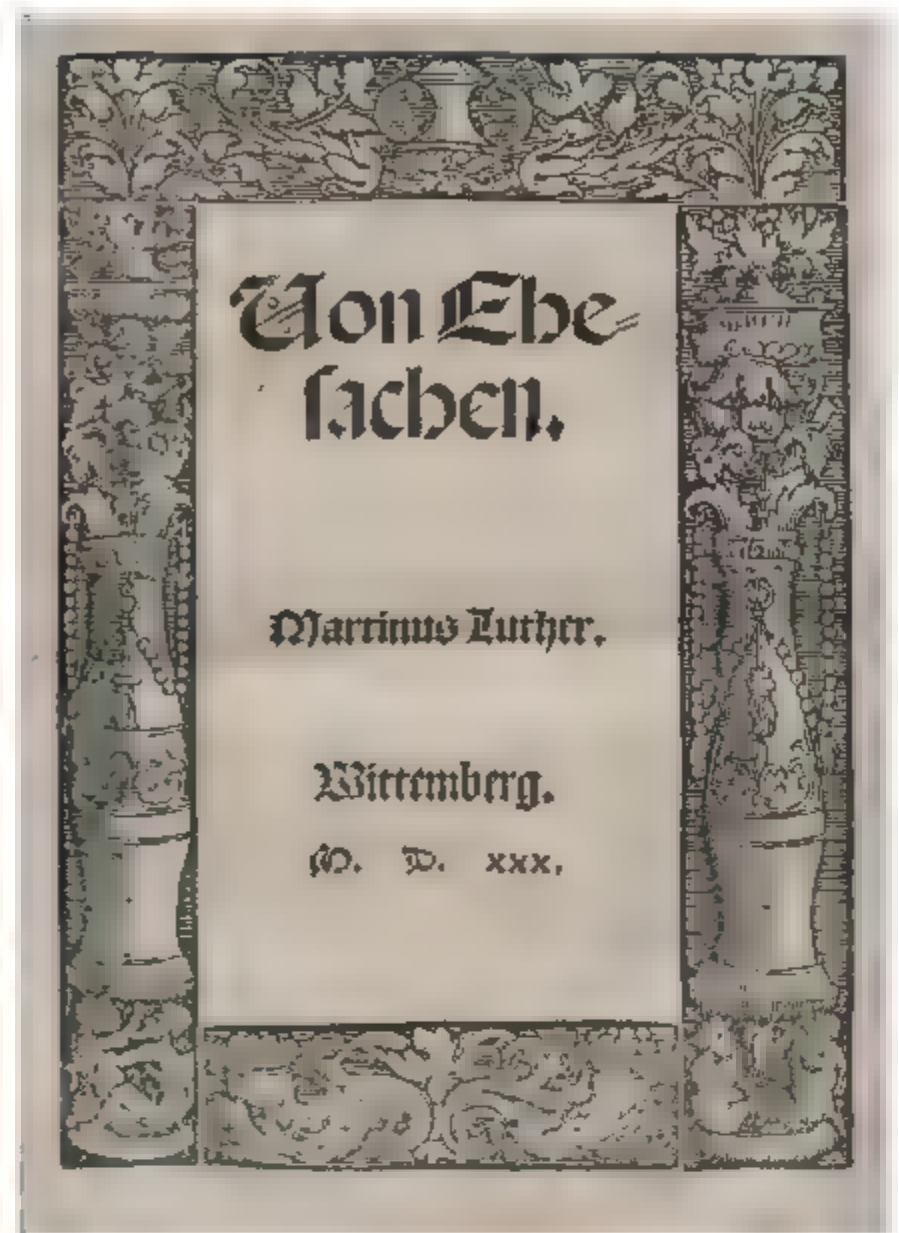 Von Ehe
ſachen.
Martinus Luther.
Wittemberg.
M. D. xxx.